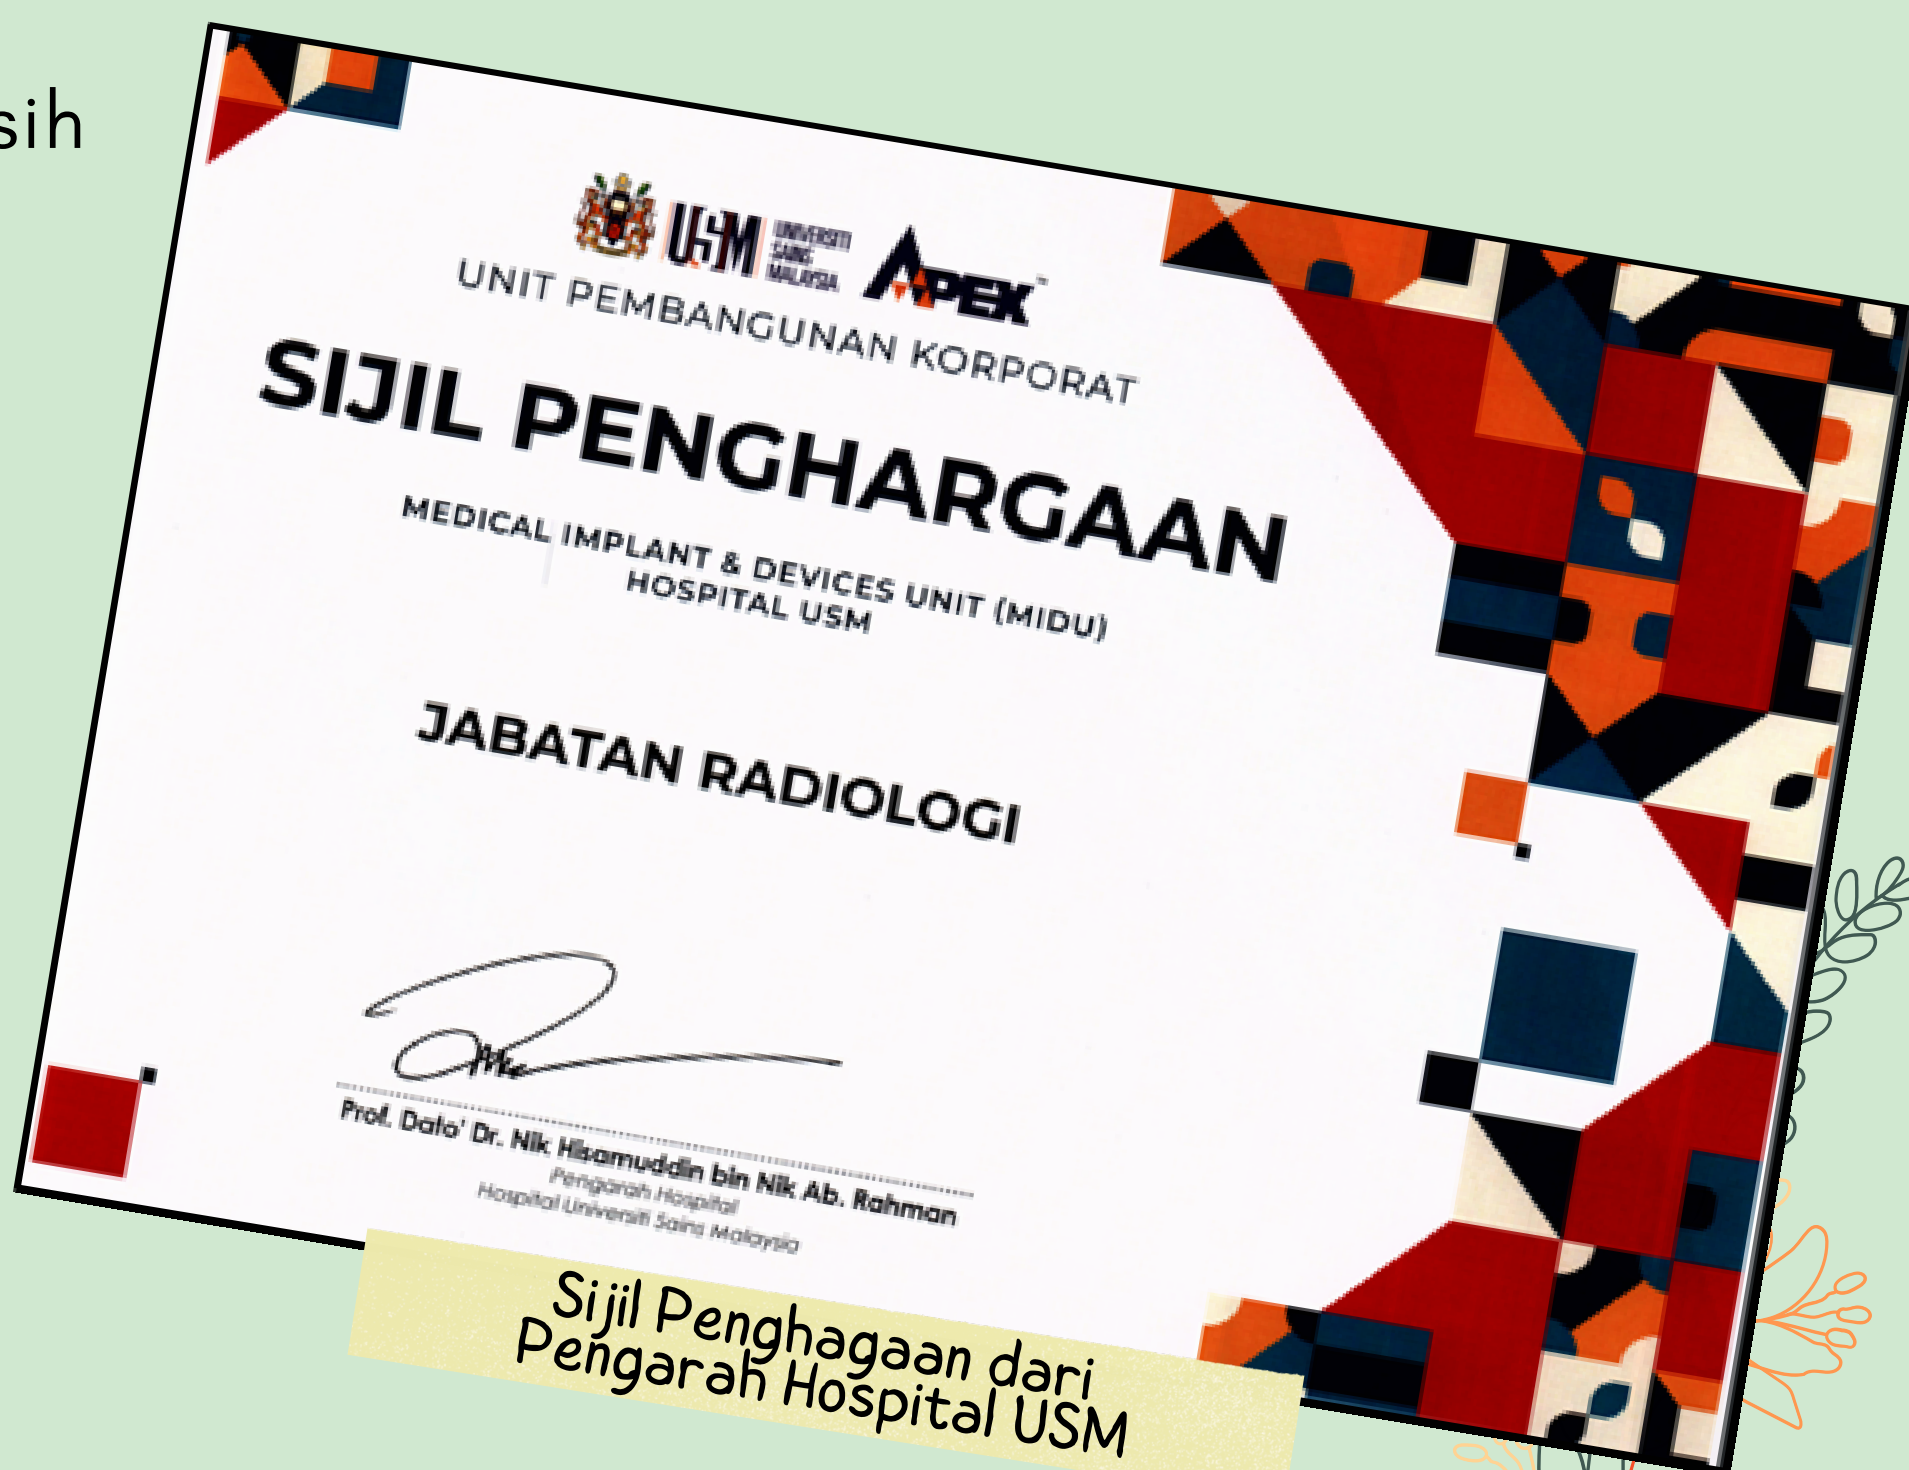 sih
USM UNIVERSITI
SAINS
MALAYSIA
APEX™
UNIT PEMBANGUNAN KORPORAT
SIJIL PENGHARGAAN
MEDICAL IMPLANT & DEVICES UNIT (MIDU)
HOSPITAL USM
JABATAN RADIOLOGI
Prof. Dato' Dr. Nik Hisamuddin bin Nik Ab. Rahman
Pengarah Hospital
Hospital Universiti Sains Malaysia
Sijil Penghagaan dari
Pengarah Hospital USM